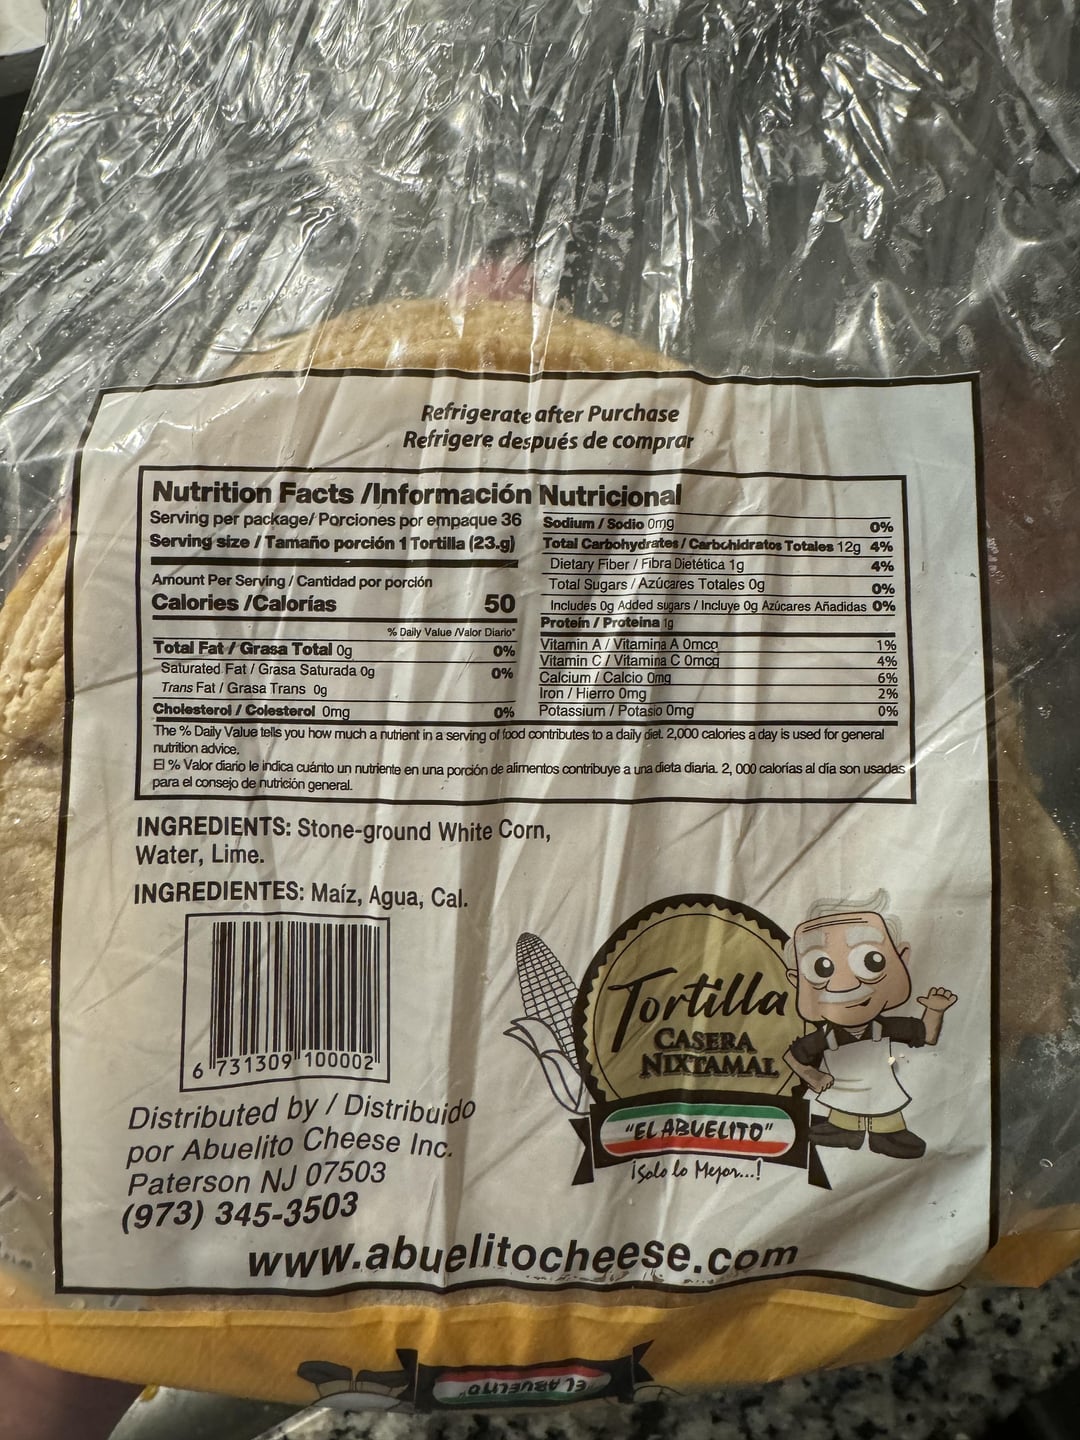 Refrigerate after Purchase
Refrigere después de comprar
Nutrition Facts /Información Nutricional
Serving per package/ Porciones por empaque 36
Serving size / Tamaño porción 1 Tortilla (23.g)
Amount Per Serving / Cantidad por porción
Calories /Calorías 50
% Daily Value /Valor Diario*
Total Fat / Grasa Total 0g 0%
Saturated Fat / Grasa Saturada 0g 0%
Trans Fat / Grasa Trans 0g
Cholesterol / Colesterol 0mg 0%
Sodium / Sodio 0mg 0%
Total Carbohydrates / Carbohidratos Totales 12g 4%
Dietary Fiber / Fibra Dietética 1g 4%
Total Sugars / Azúcares Totales 0g 0%
Includes 0g Added sugars / Incluye 0g Azúcares Añadidas 0%
Protein / Proteina 1g
Vitamin A / Vitamina A 0mcg 1%
Vitamin C / Vitamina C 0mcg 4%
Calcium / Calcio 0mg 6%
Iron / Hierro 0mg 2%
Potassium / Potasio 0mg 0%
The % Daily Value tells you how much a nutrient in a serving of food contributes to a daily diet. 2,000 calories a day is used for general
nutrition advice.
El % Valor diario le indica cuánto un nutriente en una porción de alimentos contribuye a una dieta diaria. 2, 000 calorías al día son usadas
para el consejo de nutrición general.
INGREDIENTS: Stone-ground White Corn,
Water, Lime.
INGREDIENTES: Maíz, Agua, Cal.
6 731309 100002
Distributed by / Distribuido
por Abuelito Cheese Inc.
Paterson NJ 07503
(973) 345-3503
www.abuelitocheese.com
Tortilla
CASERA
NIXTAMAL
"EL ABUELITO"
¡Solo lo Mejor...!
"EL ABUELITO"